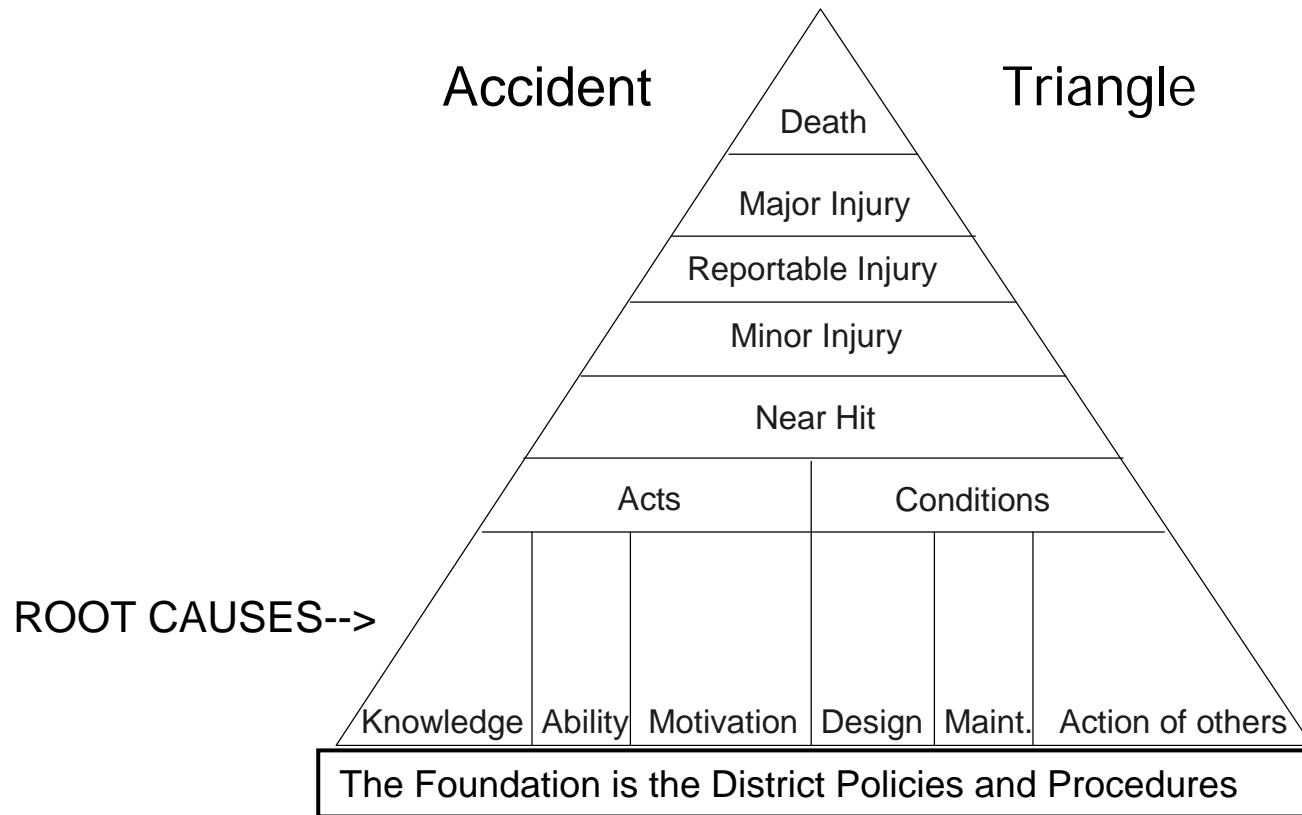 Accident Triangle
Death
Major Injury
Reportable Injury
Minor Injury
Near Hit
Acts Conditions
ROOT CAUSES-->
Knowledge Ability Motivation Design Maint. Action of others
The Foundation is the District Policies and Procedures